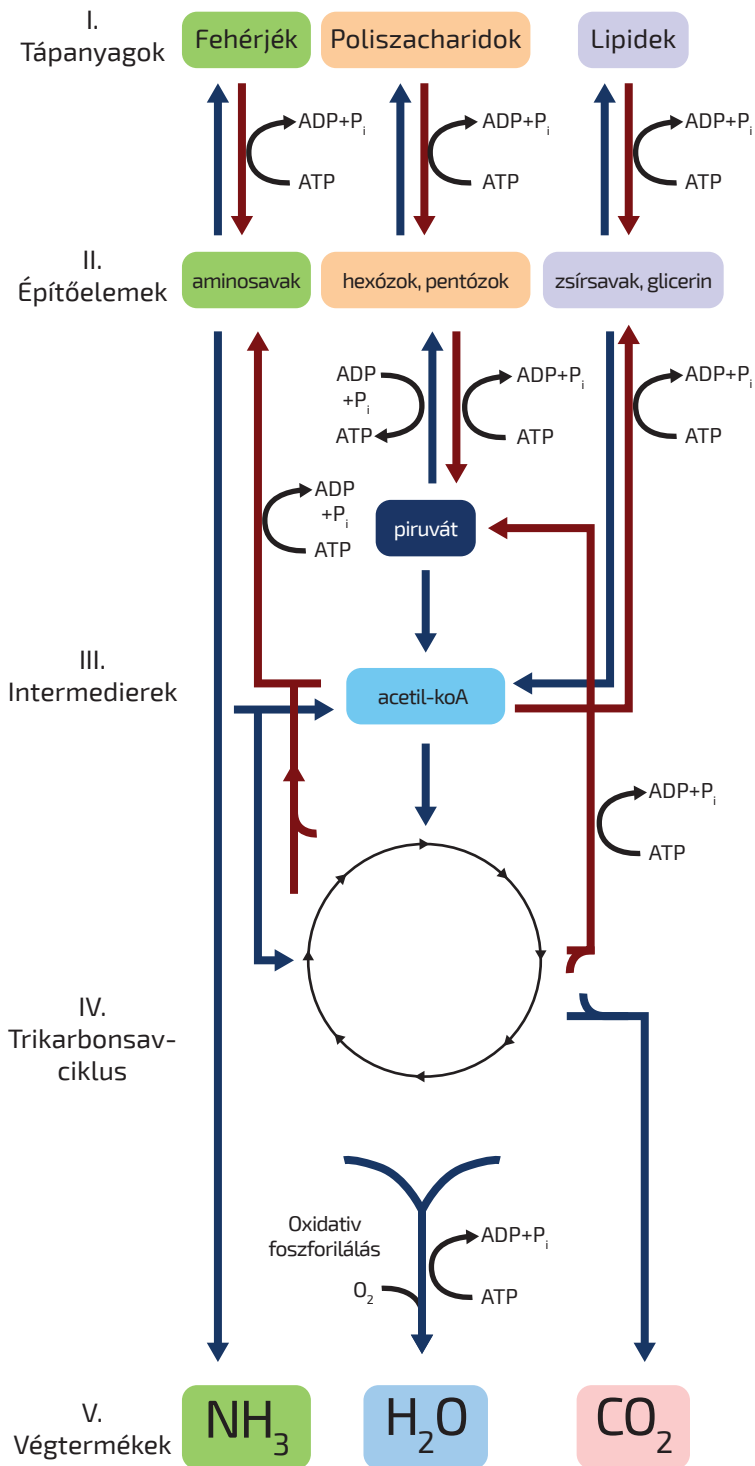 I.
Tápanyagok
Fehérjék
Poliszacharidok
Lipidek
ADP+Pi
ATP
ADP+Pi
ATP
ADP+Pi
ATP
II.
Építőelemek
aminosavak
hexózok, pentózok
zsírsavak, glicerin
ADP
+Pi
ATP
ADP+Pi
ATP
ADP+Pi
ATP
ADP
+Pi
ATP
piruvát
III.
Intermedierek
acetil-koA
ADP+Pi
ATP
IV.
Trikarbonsav-
ciklus
Oxidativ
foszforilálás
O2
ADP+Pi
ATP
V.
Végtermékek
NH3
H2O
CO2